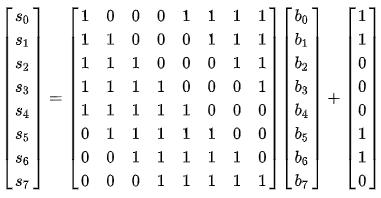 s₀ 1 0 0 0 1 1 1 1 b₀ 1
s₁ 1 1 0 0 0 1 1 1 b₁ 1
s₂ 1 1 1 0 0 0 1 1 b₂ 0
s₃ = 1 1 1 1 0 0 0 1 b₃ + 0
s₄ 1 1 1 1 1 0 0 0 b₄ 0
s₅ 0 1 1 1 1 1 0 0 b₅ 1
s₆ 0 0 1 1 1 1 1 0 b₆ 1
s₇ 0 0 0 1 1 1 1 1 b₇ 0